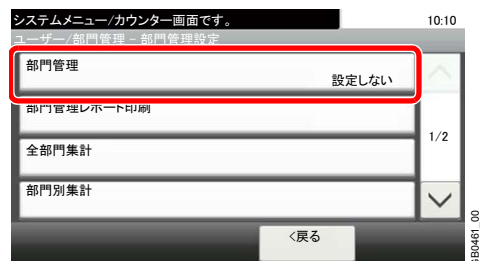 システムメニュー/カウンター画面です。
10:10
ユーザー/部門管理 - 部門管理設定
部門管理
設定しない
部門管理レポート印刷
全部門集計
1/2
部門別集計
<戻る
GB0461_00